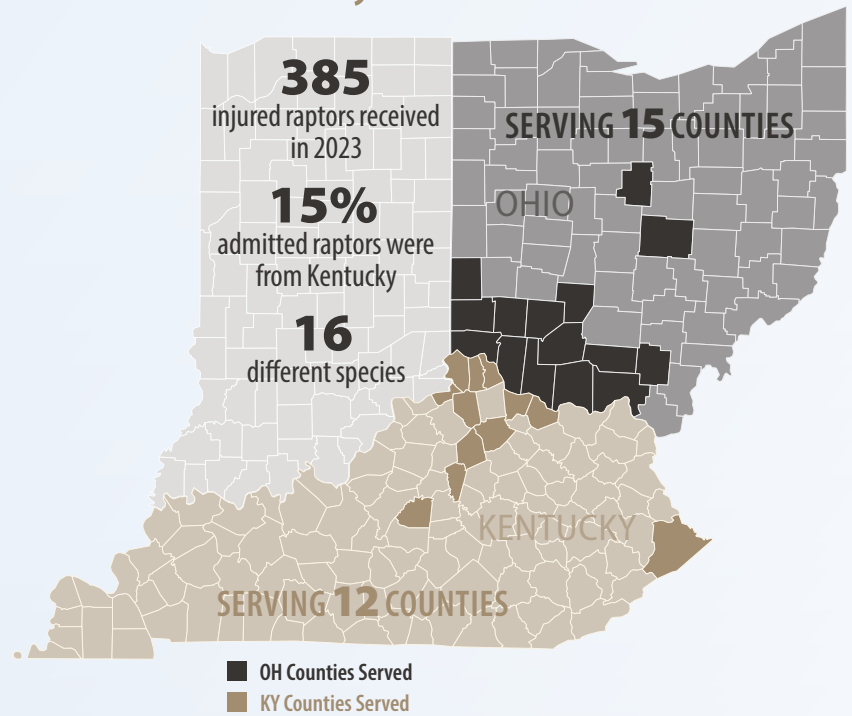 385
injured raptors received
in 2023
15%
admitted raptors were
from Kentucky
16
different species
SERVING 15 COUNTIES
OHIO
KENTUCKY
SERVING 12 COUNTIES
OH Counties Served
KY Counties Served